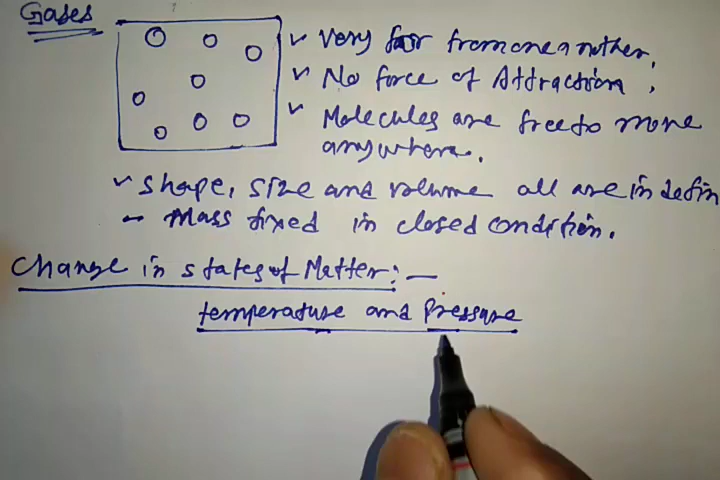 Gases
✓ Very far from one another.
✓ No force of Attraction.
✓ Molecules are free to move
anywhere.
✓ Shape, size and volume all are indefin
- Mass fixed in closed condition.
Change in states of Matter: —
temperature and Pressure